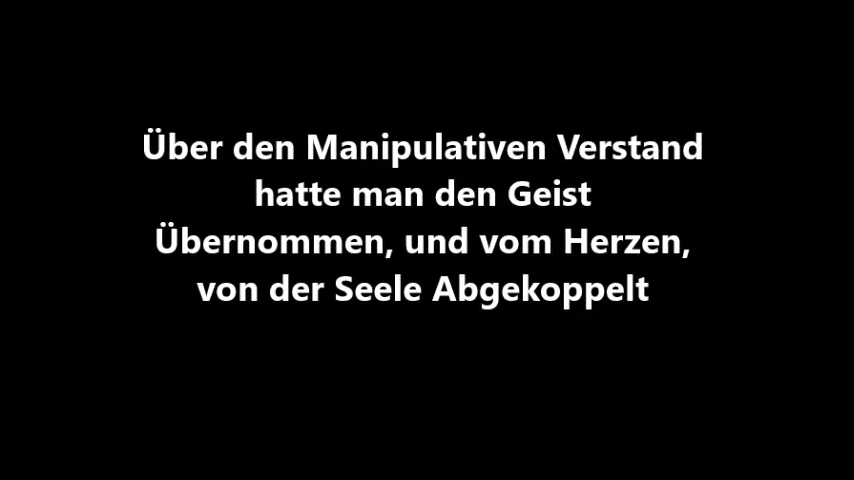 Über den Manipulativen Verstand
hatte man den Geist
Übernommen, und vom Herzen,
von der Seele Abgekoppelt